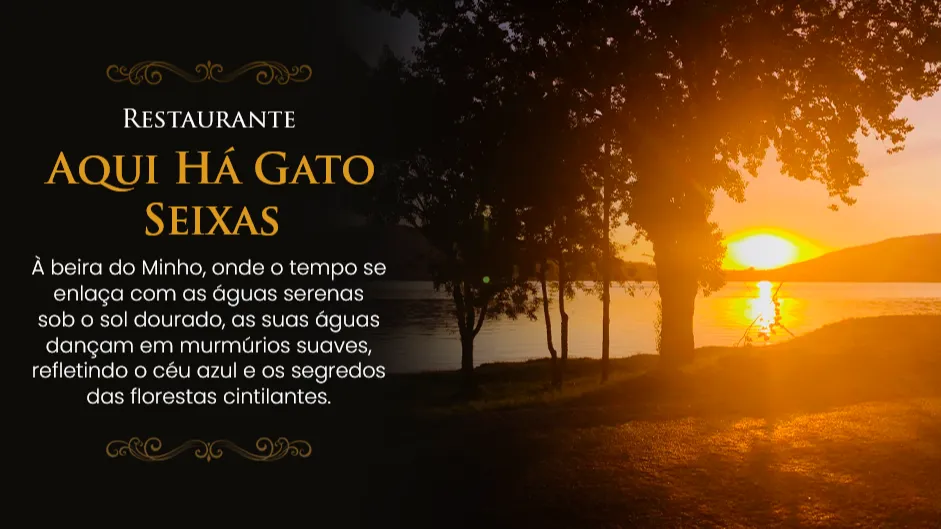 Restaurante
Aqui Há Gato
Seixas
À beira do Minho, onde o tempo se
enlaça com as águas serenas
sob o sol dourado, as suas águas
dançam em murmúrios suaves,
refletindo o céu azul e os segredos
das florestas cintilantes.